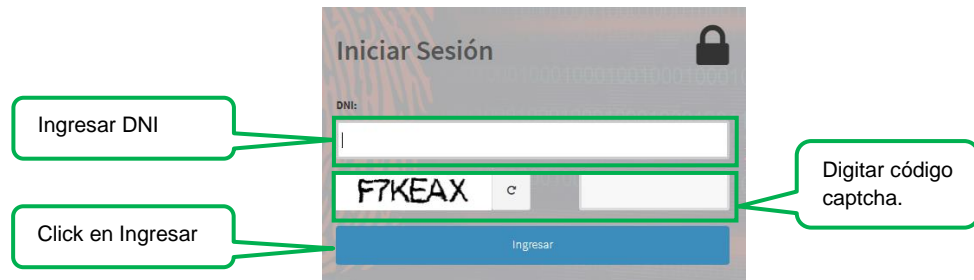 Iniciar Sesión
DNI:
Ingresar DNI
F7KEAX
Digitar código
captcha.
Click en Ingresar
Ingresar